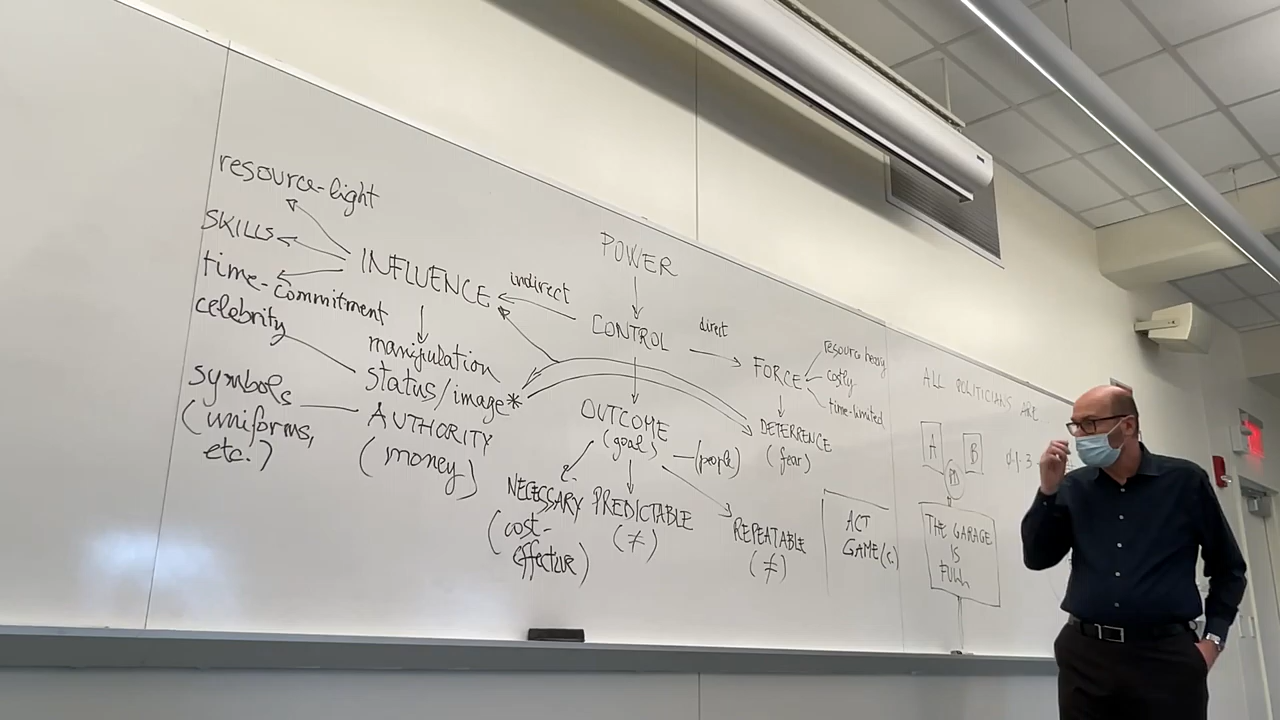 resource-light
SKILLS
time-commitment
celebrity
symbols
(uniforms,
etc.)
INFLUENCE
manipulation
status/image*
AUTHORITY
(money)
indirect
POWER
CONTROL
direct
OUTCOME
(goal)
(people)
NECESSARY
(cost-
effective)
PREDICTABLE
(≠)
REPEATABLE
(≠)
FORCE
resource heavy
costly
time-limited
DETERRENCE
(fear)
ACT
GAME(s)
ALL POLITICIANS ARE
A
B
THE GARAGE
IS
FULL